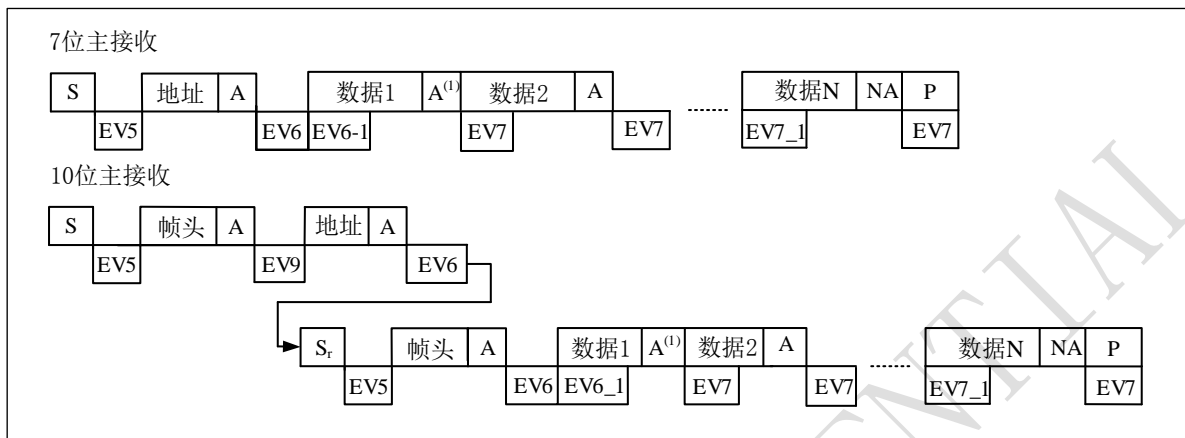 7位主接收
S 地址 A 数据1 A(1) 数据2 A 数据N NA P
EV5 EV6 EV6-1 EV7 EV7 EV7_1 EV7
10位主接收
S 帧头 A 地址 A
EV5 EV9 EV6
Sr 帧头 A 数据1 A(1) 数据2 A 数据N NA P
EV5 EV6 EV6_1 EV7 EV7 EV7_1 EV7
ENTIAL